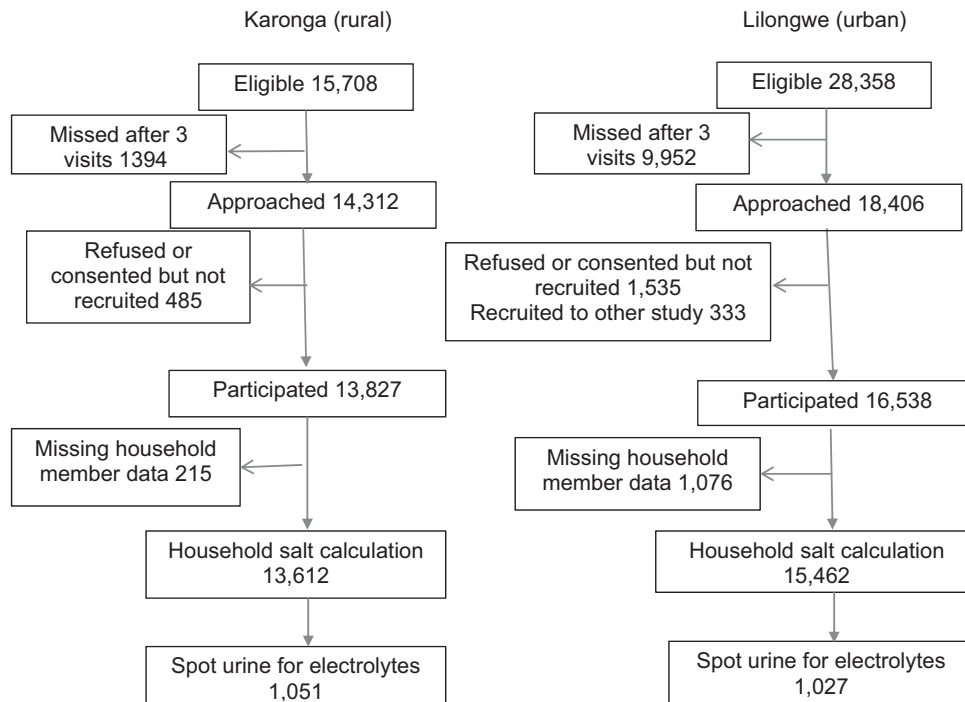 Karonga (rural)
Eligible 15,708
Missed after 3
visits 1394
Approached 14,312
Refused or
consented but not
recruited 485
Participated 13,827
Missing household
member data 215
Household salt calculation
13,612
Spot urine for electrolytes
1,051
Lilongwe (urban)
Eligible 28,358
Missed after 3
visits 9,952
Approached 18,406
Refused or consented but not
recruited 1,535
Recruited to other study 333
Participated 16,538
Missing household
member data 1,076
Household salt calculation
15,462
Spot urine for electrolytes
1,027